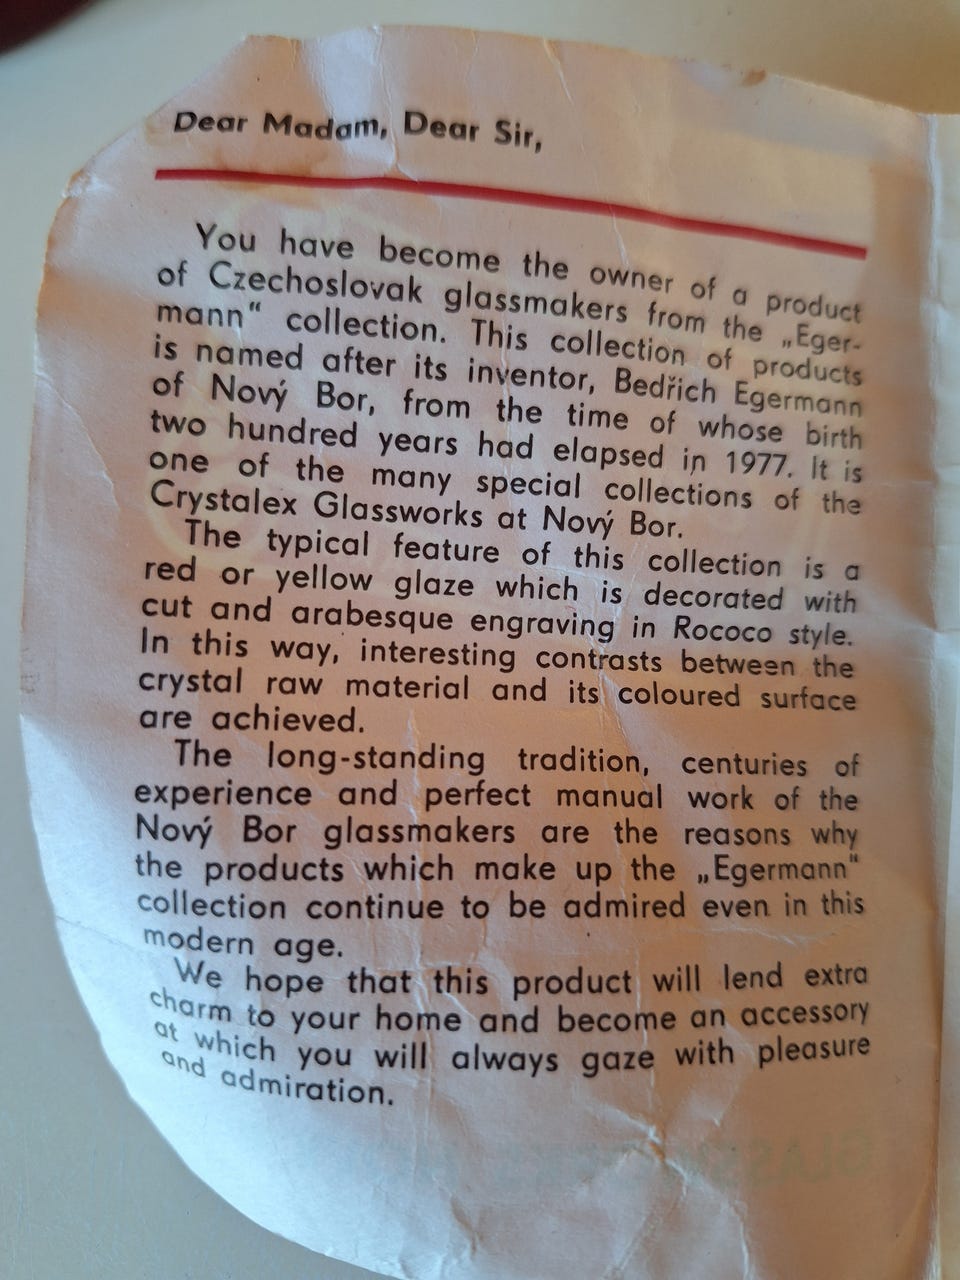 Dear Madam, Dear Sir,
You have become the owner of a product
of Czechoslovak glassmakers from the „Eger-
mann“ collection. This collection of products
is named after its inventor, Bedřich Egermann
of Nový Bor, from the time of whose birth
two hundred years had elapsed in 1977. It is
one of the many special collections of the
Crystalex Glassworks at Nový Bor.
The typical feature of this collection is a
red or yellow glaze which is decorated with
cut and arabesque engraving in Rococo style.
In this way, interesting contrasts between the
crystal raw material and its coloured surface
are achieved.
The long-standing tradition, centuries of
experience and perfect manual work of the
Nový Bor glassmakers are the reasons why
the products which make up the „Egermann“
collection continue to be admired even in this
modern age.
We hope that this product will lend extra
charm to your home and become an accessory
at which you will always gaze with pleasure
and admiration.